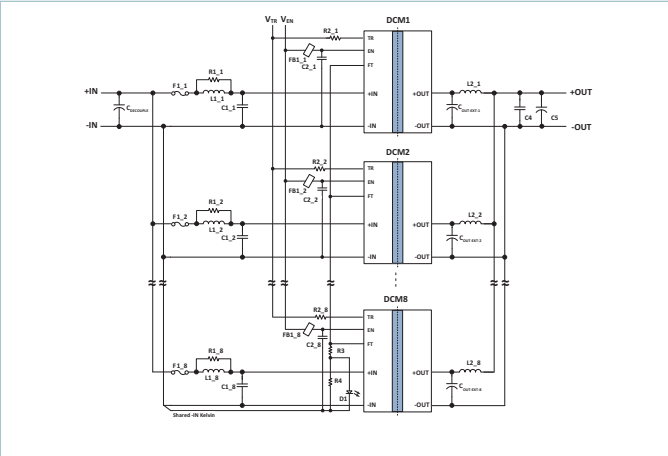 VTR VEN
DCM1
R2_1
TR
EN
FT
FB1_1
C2_1
R1_1
F1_1
L1_1
C1_1
+IN
CDECOUPLE
-IN
+IN
-IN
+OUT
-OUT
L2_1
COUT-EXT-1
C4
C5
+OUT
-OUT
DCM2
R2_2
TR
EN
FT
FB1_2
C2_2
R1_2
F1_2
L1_2
C1_2
+IN
-IN
+OUT
-OUT
L2_2
COUT-EXT-2
DCM8
R2_8
TR
EN
FT
FB1_8
C2_8
R3
R4
D1
R1_8
F1_8
L1_8
C1_8
+IN
-IN
+OUT
-OUT
L2_8
COUT-EXT-8
Shared -IN Kelvin